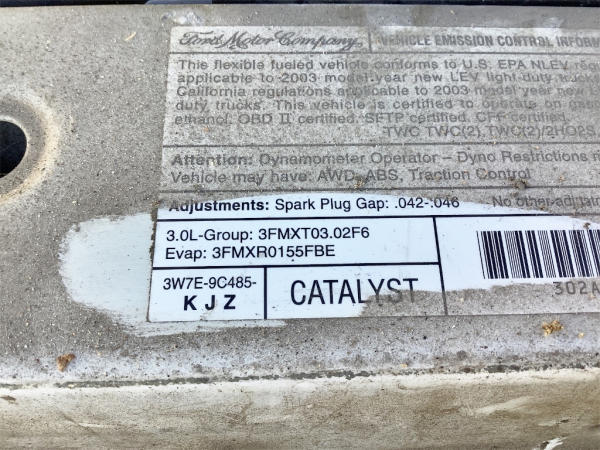 Ford Motor Company VEHICLE EMISSION CONTROL INFORM
This flexible fueled vehicle conforms to U.S. EPA NLEV regu
applicable to 2003 model year new LEV light-duty trucks
California regulations applicable to 2003 model year new
duty trucks. This vehicle is certified to operate on gaso
ethanol. OBD II certified. SFTP certified. CFF certified.
TWC TWC(2), TWC(2)/2HO2S,
Attention: Dynamometer Operator – Dyno Restrictions m
Vehicle may have: AWD, ABS, Traction Control
Adjustments: Spark Plug Gap: .042-.046 No other adjustm
3.0L-Group: 3FMXT03.02F6
Evap: 3FMXR0155FBE
3W7E-9C485-
K J Z
CATALYST
302A